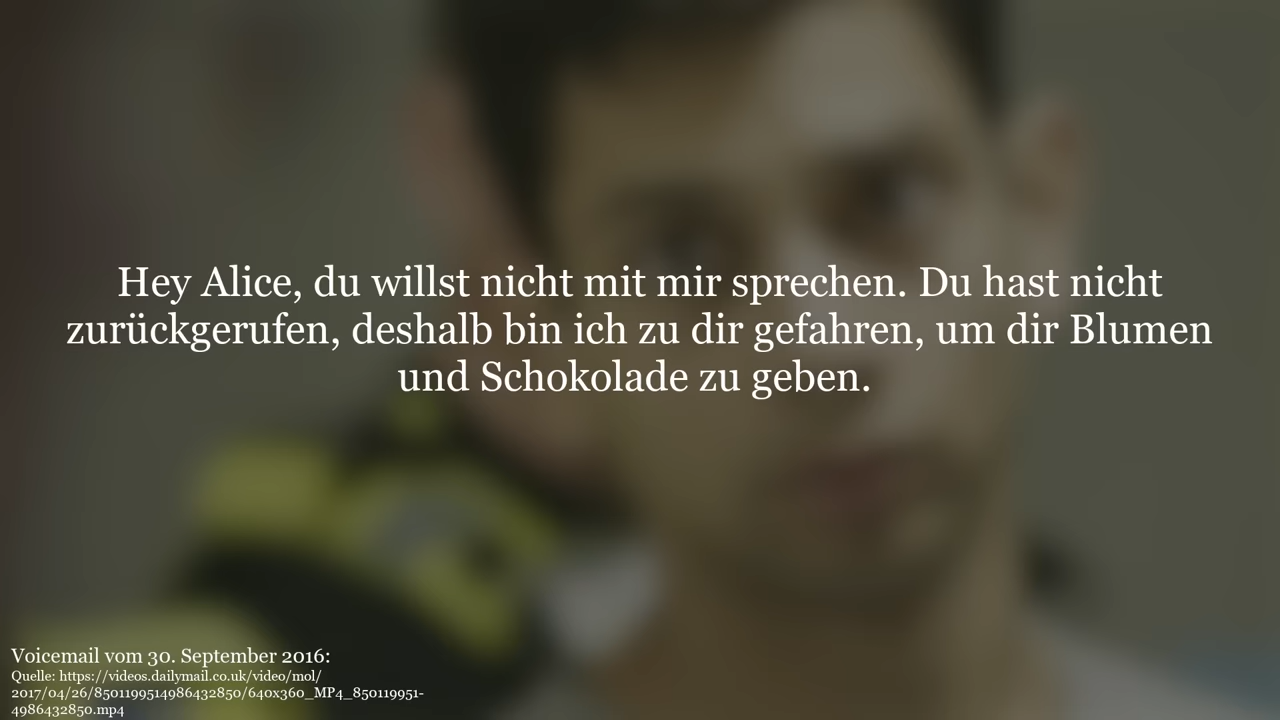 Hey Alice, du willst nicht mit mir sprechen. Du hast nicht
zurückgerufen, deshalb bin ich zu dir gefahren, um dir Blumen
und Schokolade zu geben.
Voicemail vom 30. September 2016:
Quelle: https://videos.dailymail.co.uk/video/mol/
2017/04/26/8501199514986432850/640x360_MP4_850119951-
4986432850.mp4